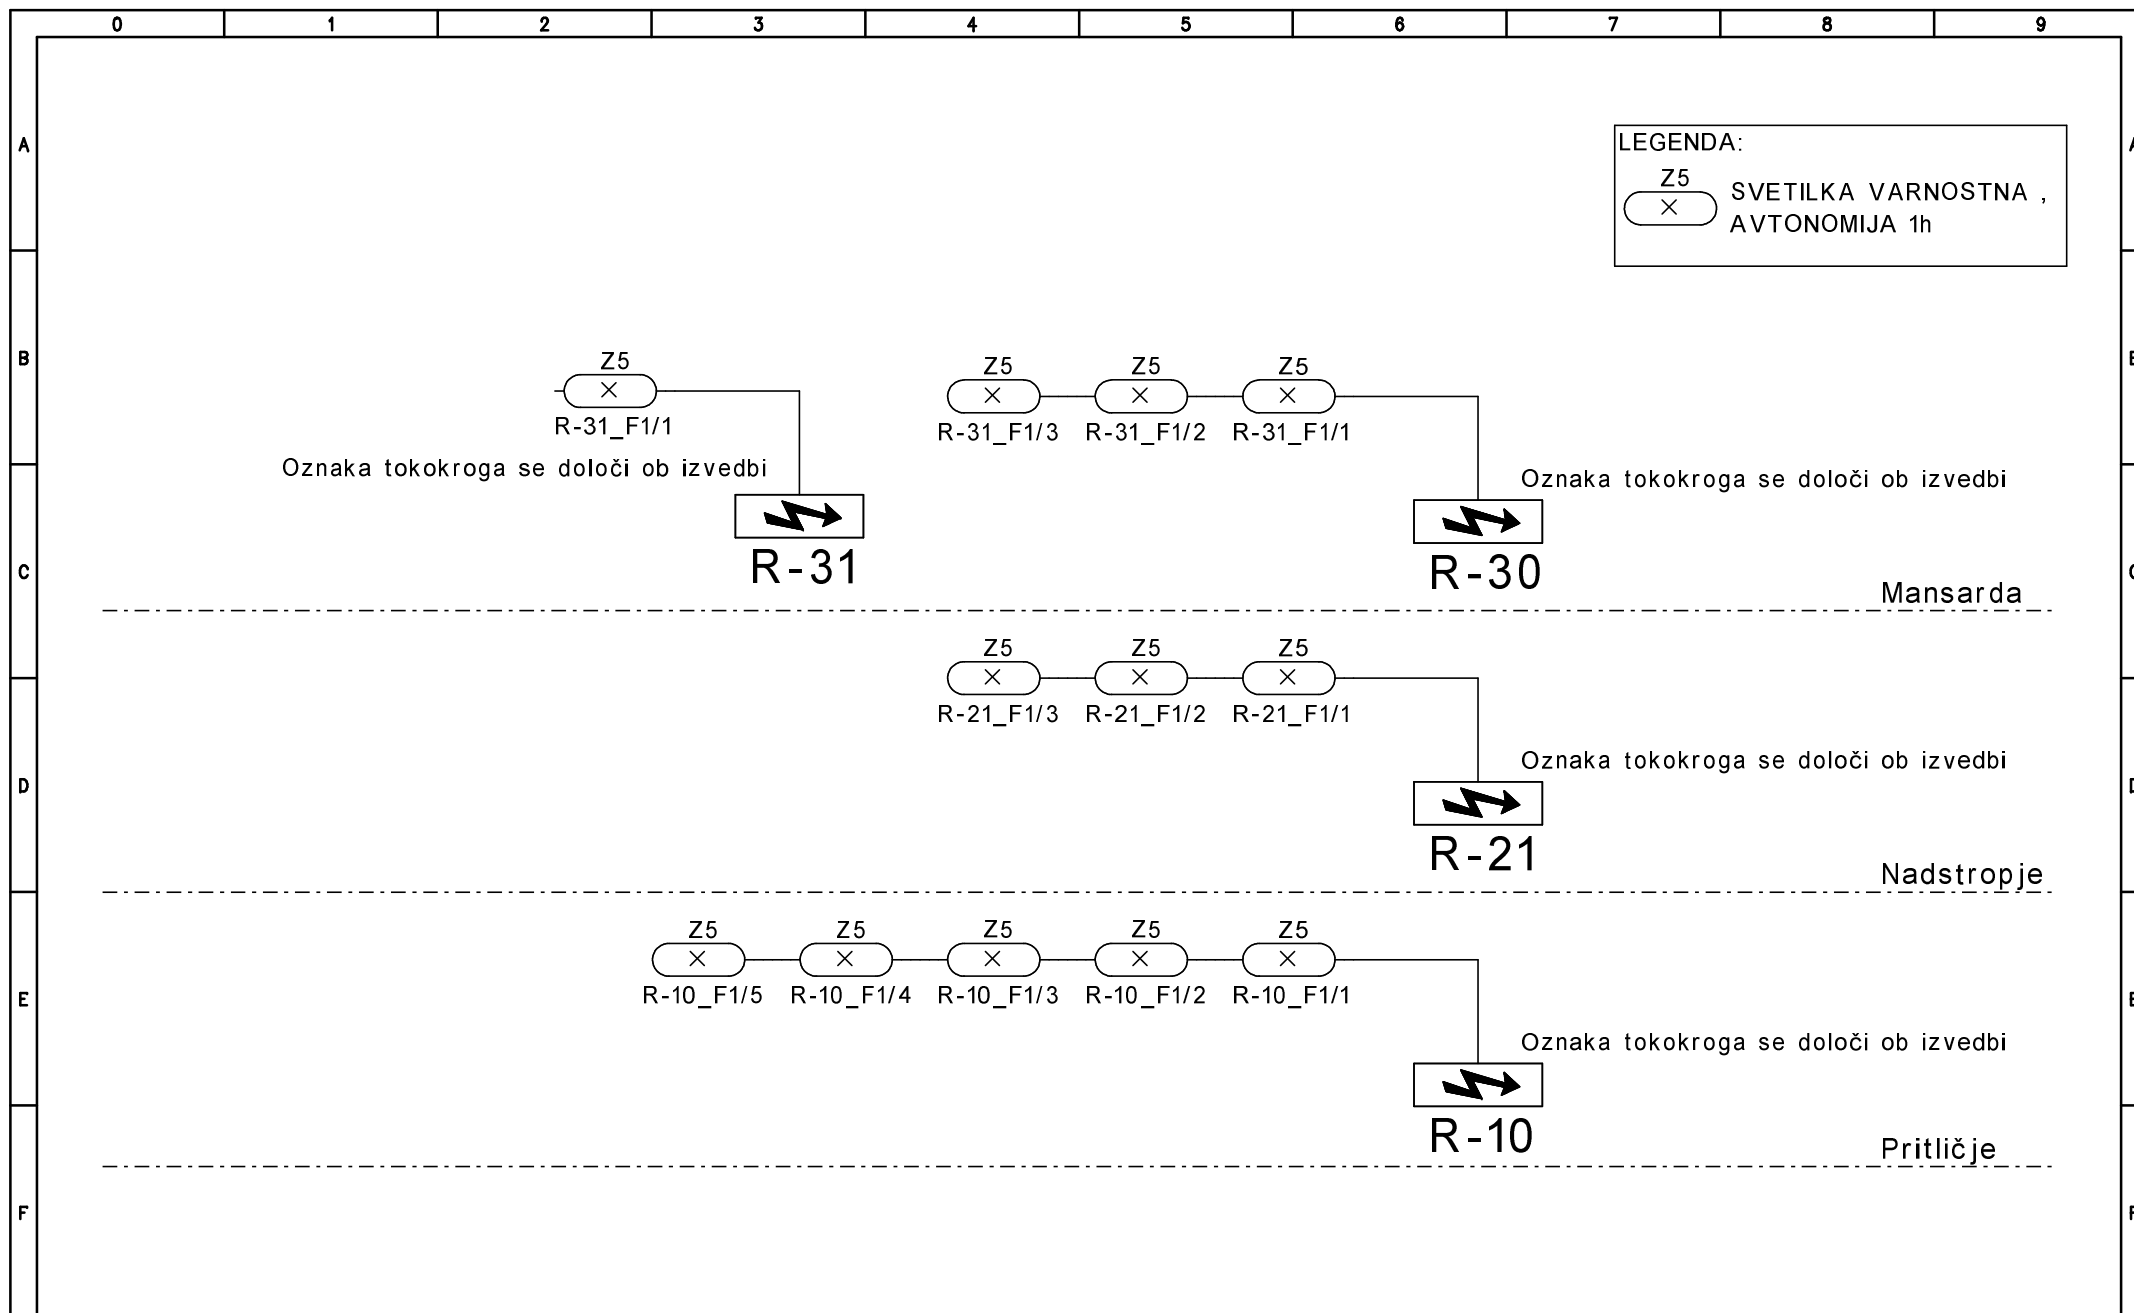 0 1 2 3 4 5 6 7 8 9
A
LEGENDA:
Z5
SVETILKA VARNOSTNA ,
AVTONOMIJA 1h
B
Z5 Z5 Z5 Z5
R-31_F1/1 R-31_F1/3 R-31_F1/2 R-31_F1/1
Oznaka tokokroga se določi ob izvedbi
Oznaka tokokroga se določi ob izvedbi
R-31
R-30
C
Mansarda
Z5 Z5 Z5
R-21_F1/3 R-21_F1/2 R-21_F1/1
Oznaka tokokroga se določi ob izvedbi
D
R-21
Nadstropje
Z5 Z5 Z5 Z5 Z5
R-10_F1/5 R-10_F1/4 R-10_F1/3 R-10_F1/2 R-10_F1/1
E
Oznaka tokokroga se določi ob izvedbi
R-10
Pritličje
F